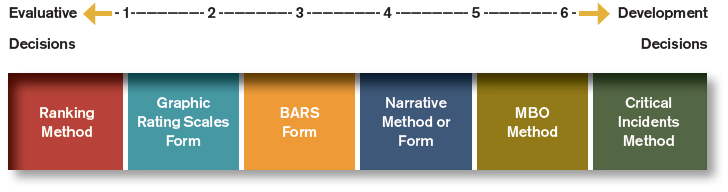 Evaluative 1 2 3 4 5 6 Development
Decisions Decisions
Ranking
Method
Graphic
Rating Scales
Form
BARS
Form
Narrative
Method or
Form
MBO
Method
Critical
Incidents
Method